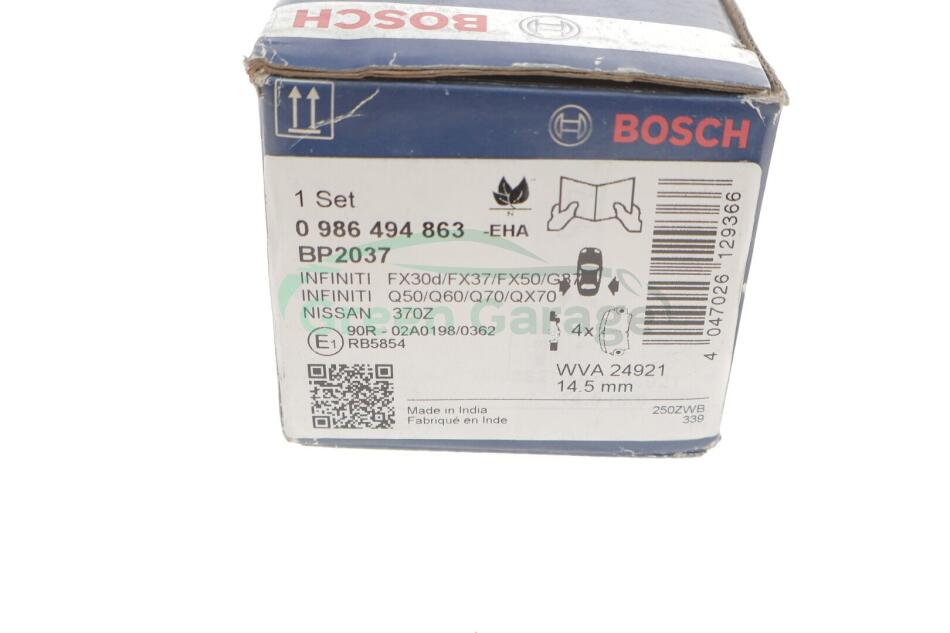 BOSCH
BOSCH
1 Set
0 986 494 863 -EHA
N
BP2037
INFINITI FX30d/FX37/FX50/G37
INFINITI Q50/Q60/Q70/QX70
NISSAN 370Z
Green Garage
E1 90R - 02A0198/0362
RB5854
4x
WVA 24921
14.5 mm
Made in India
Fabriqué en Inde
250ZWB
339
4 047026 129366